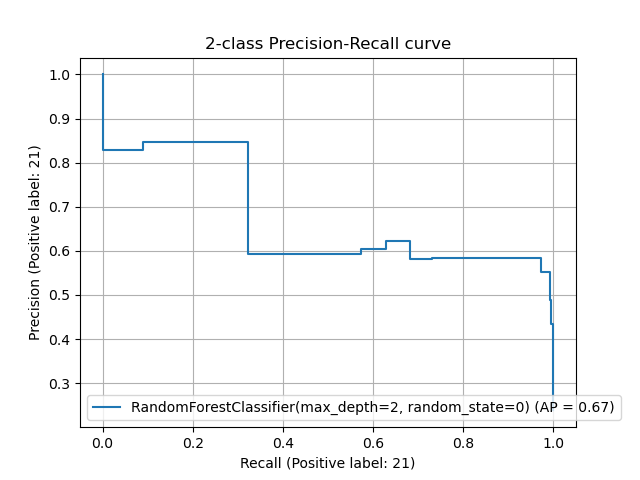 2-class Precision-Recall curve
1.0
0.9
0.8
0.7
0.6
0.5
0.4
0.3
Precision (Positive label: 21)
RandomForestClassifier(max_depth=2, random_state=0) (AP = 0.67)
0.0 0.2 0.4 0.6 0.8 1.0
Recall (Positive label: 21)